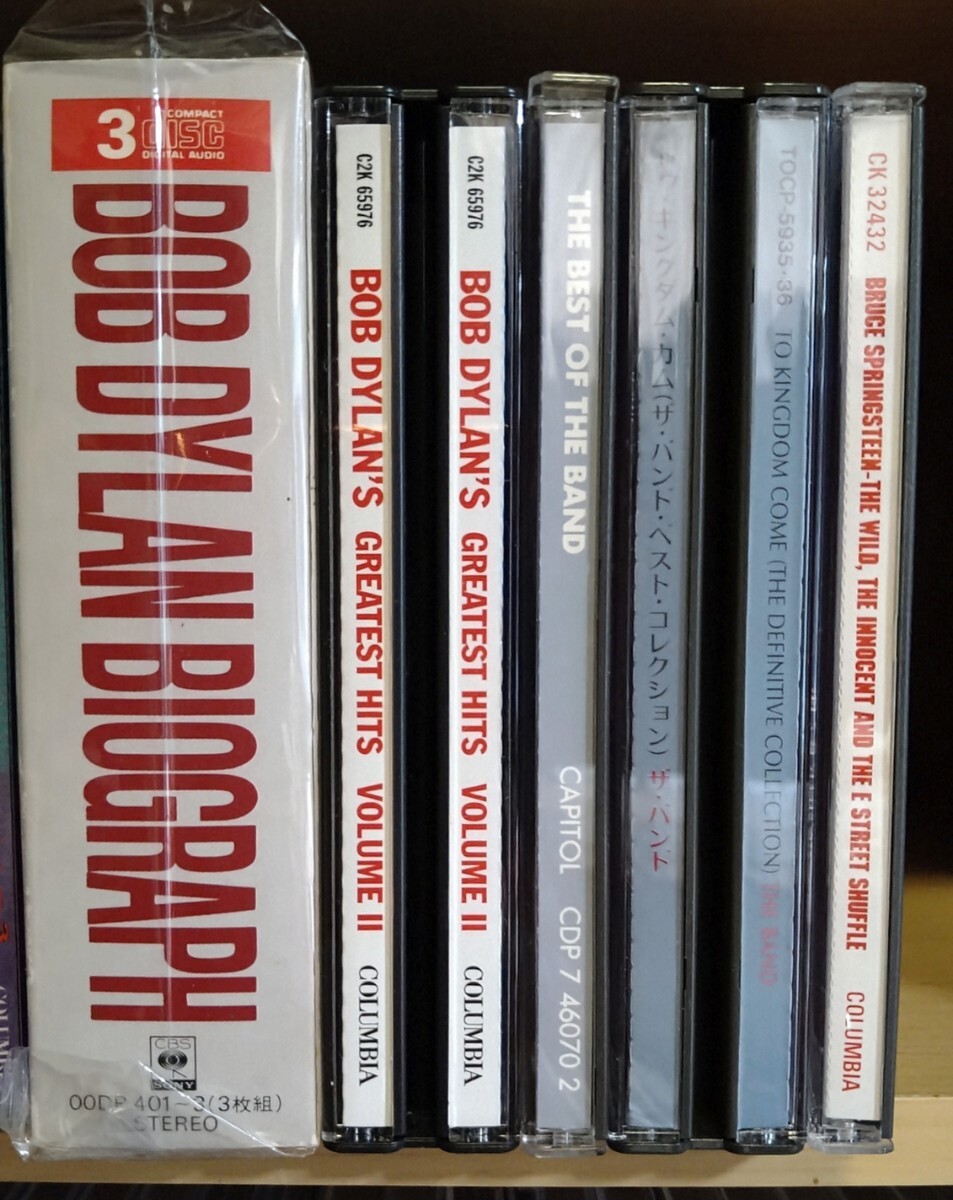 3
COMPACT
DISC
DIGITAL AUDIO
BOB DYLAN BIOGRAPH
CBS
SONY
00DP 401-3(3枚組)
STEREO
C2K 65976 BOB DYLAN'S GREATEST HITS VOLUME II COLUMBIA
C2K 65976 BOB DYLAN'S GREATEST HITS VOLUME II COLUMBIA
THE BEST OF THE BAND CAPITOL CDP 7 46070 2
トゥ・キングダム・カム(ザ・バンド・ベスト・コレクション) ザ・バンド
TOCP-5935・36 TO KINGDOM COME (THE DEFINITIVE COLLECTION) THE BAND
CK 32432 BRUCE SPRINGSTEEN-THE WILD, THE INNOCENT AND THE E STREET SHUFFLE COLUMBIA